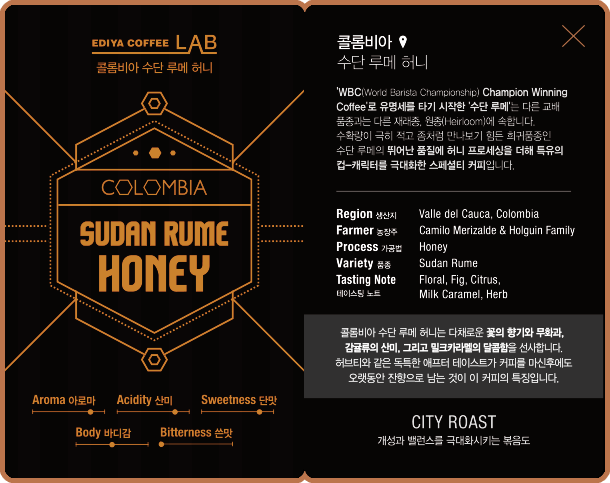 EDIYA COFFEE LAB
콜롬비아 수단 루메 허니
COLOMBIA
SUDAN RUME
HONEY
Aroma 아로마 Acidity 산미 Sweetness 단맛
Body 바디감 Bitterness 쓴맛
콜롬비아
수단 루메 허니
'WBC(World Barista Championship) Champion Winning
Coffee'로 유명세를 타기 시작한 '수단 루메'는 다른 교배
품종과는 다른 재래종, 원종(Heirloom)에 속합니다.
수확량이 극히 적고 좀처럼 만나보기 힘든 희귀품종인
수단 루메의 뛰어난 품질에 허니 프로세싱을 더해 특유의
컵-캐릭터를 극대화한 스페셜티 커피입니다.
Region 생산지 Valle del Cauca, Colombia
Farmer 농장주 Camilo Merizalde & Holguin Family
Process 가공법 Honey
Variety 품종 Sudan Rume
Tasting Note Floral, Fig, Citrus,
테이스팅 노트 Milk Caramel, Herb
콜롬비아 수단 루메 허니는 다채로운 꽃의 향기와 무화과,
감귤류의 산미, 그리고 밀크카라멜의 달콤함을 선사합니다.
허브티와 같은 독특한 애프터 테이스트가 커피를 마신후에도
오랫동안 잔향으로 남는 것이 이 커피의 특징입니다.
CITY ROAST
개성과 밸런스를 극대화시키는 볶음도